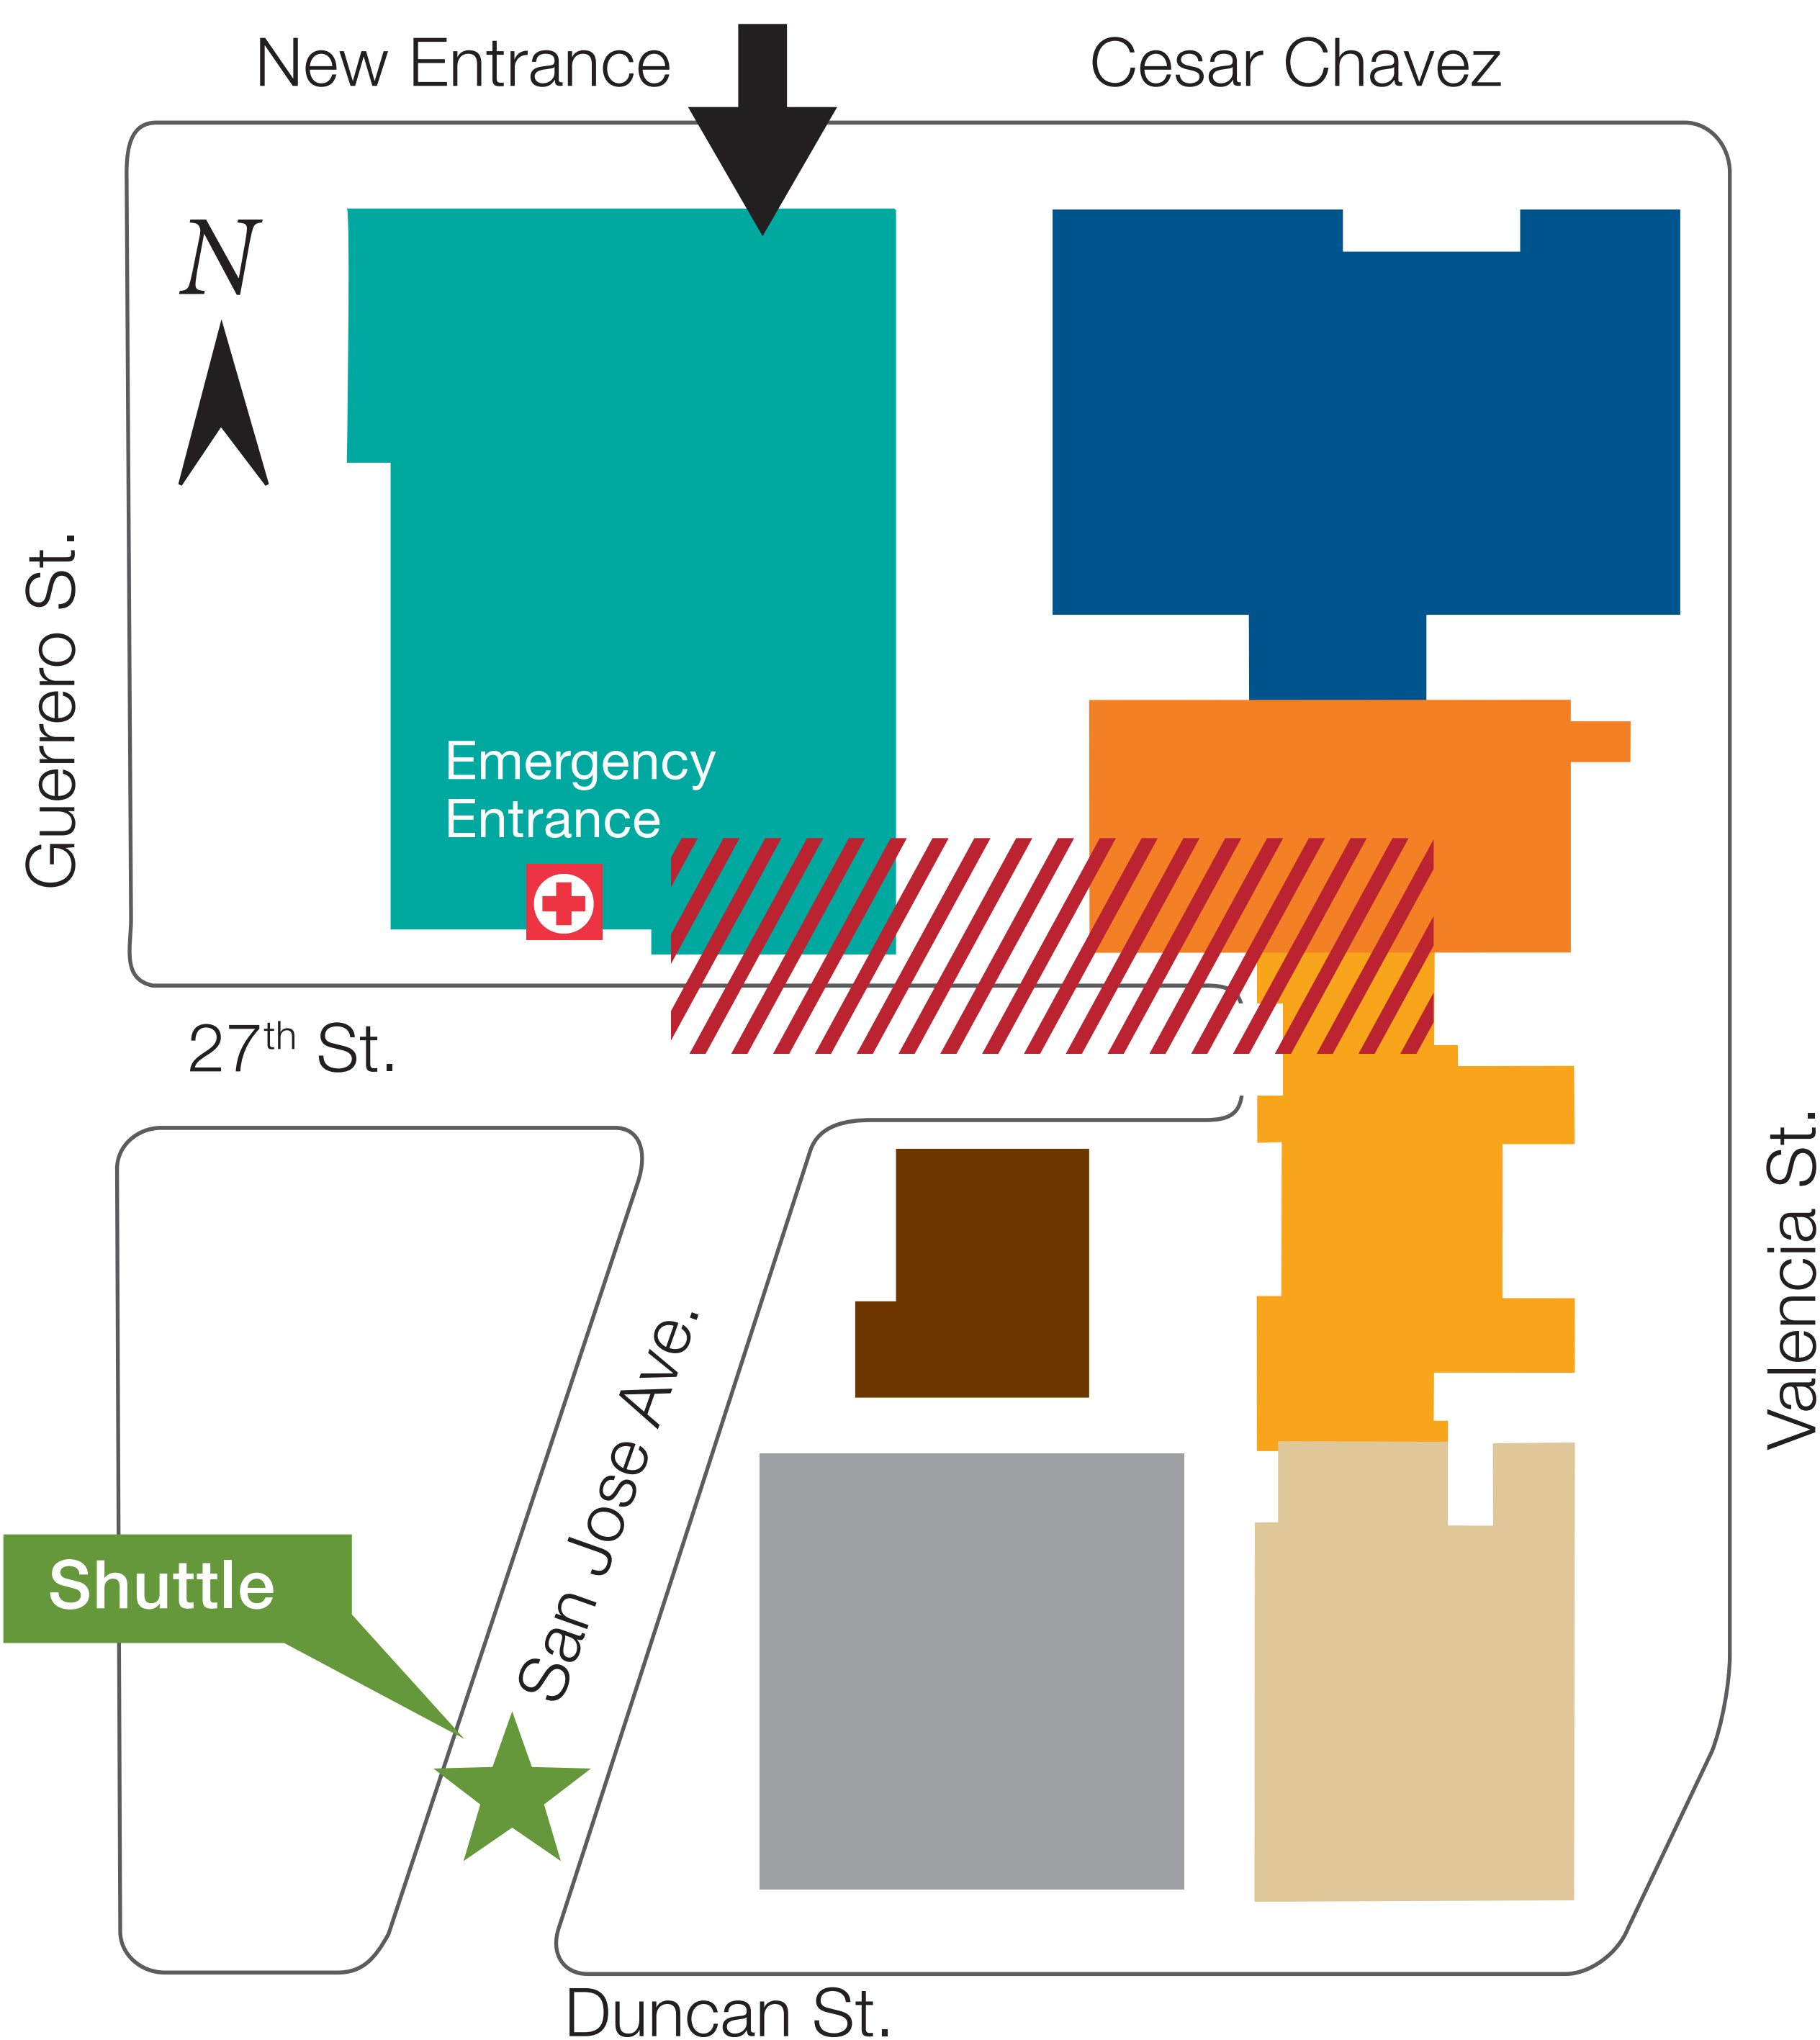 New Entrance
Cesar Chavez
N
Guerrero St.
Emergency
Entrance
27th St.
Valencia St.
San Jose Ave.
Shuttle
Duncan St.